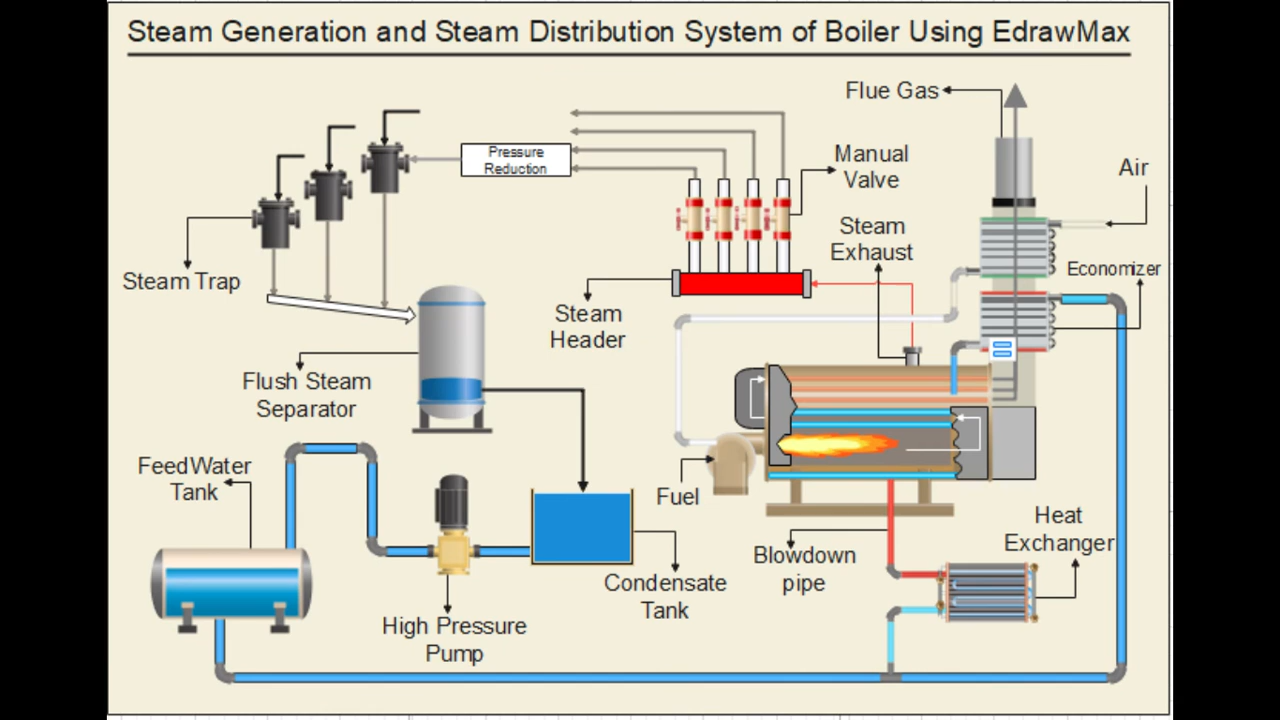 Steam Generation and Steam Distribution System of Boiler Using EdrawMax
Flue Gas
Pressure
Reduction
Manual
Valve
Air
Steam
Exhaust
Economizer
Steam Trap
Steam
Header
Flush Steam
Separator
FeedWater
Tank
Fuel
Heat
Exchanger
Blowdown
pipe
Condensate
Tank
High Pressure
Pump